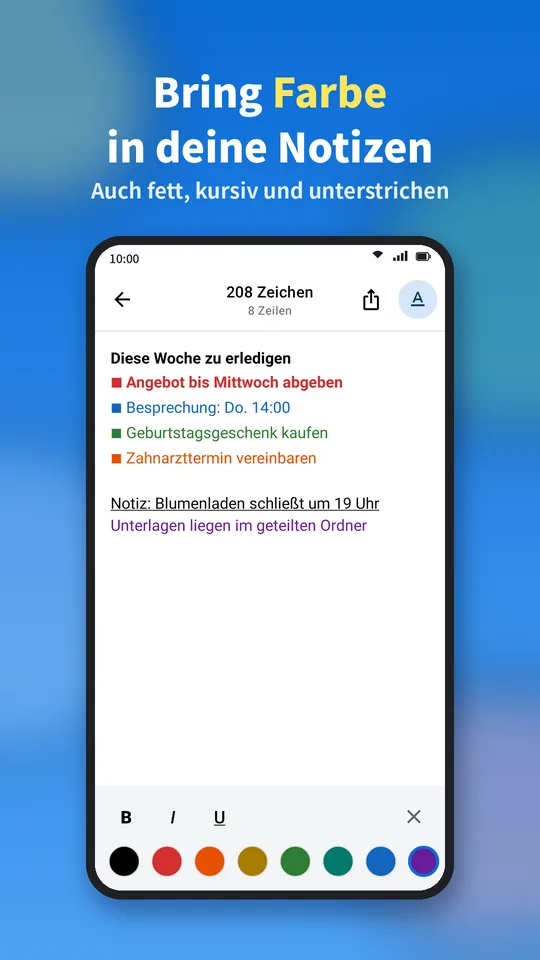 Bring Farbe
in deine Notizen
Auch fett, kursiv und unterstrichen
10:00
208 Zeichen
8 Zeilen
A
Diese Woche zu erledigen
■ Angebot bis Mittwoch abgeben
■ Besprechung: Do. 14:00
■ Geburtstagsgeschenk kaufen
■ Zahnarzttermin vereinbaren
Notiz: Blumenladen schließt um 19 Uhr
Unterlagen liegen im geteilten Ordner
B I U